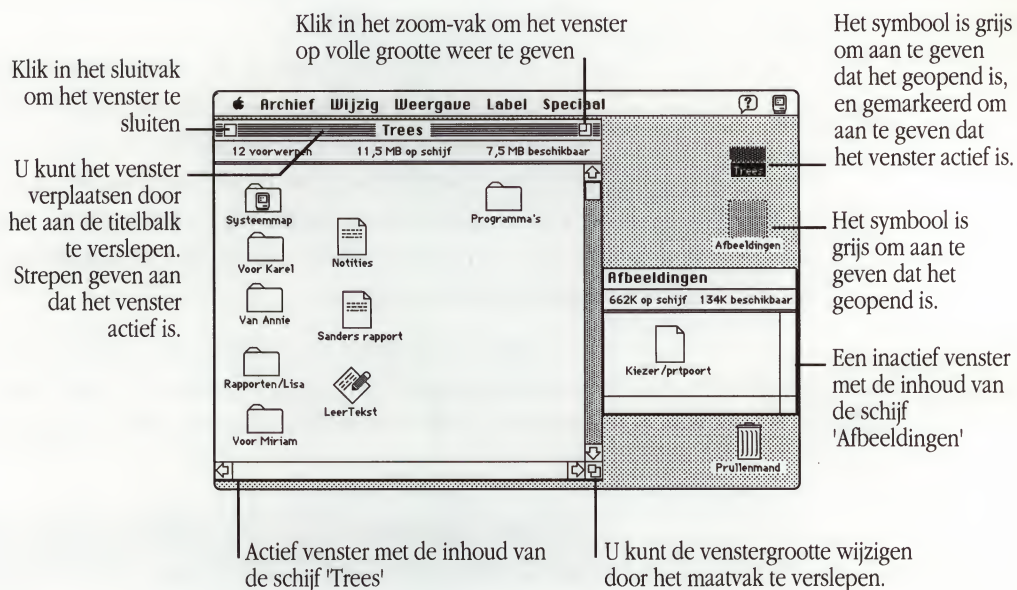 Klik in het zoom-vak om het venster
op volle grootte weer te geven
Het symbool is grijs
om aan te geven
dat het geopend is,
en gemarkeerd om
aan te geven dat
het venster actief is.
Klik in het sluitvak
om het venster te
sluiten
U kunt het venster
verplaatsen door
het aan de titelbalk
te verslepen.
Strepen geven aan
dat het venster
actief is.
Archief Wijzig Weergave Label Speciaal
Trees
12 voorwerpen 11,5 MB op schijf 7,5 MB beschikbaar
Systeemmap
Programma's
Voor Karel
Notities
Van Annie
Sanders rapport
Rapporten/Lisa
LeerTekst
Voor Miriam
Trees
Afbeeldingen
Afbeeldingen
662K op schijf 134K beschikbaar
Kiezer/prtpoort
Prullenmand
Het symbool is
grijs om aan te
geven dat het
geopend is.
Een inactief venster
met de inhoud van
de schijf
'Afbeeldingen'
Actief venster met de inhoud van
de schijf 'Trees'
U kunt de venstergrootte wijzigen
door het maatvak te verslepen.